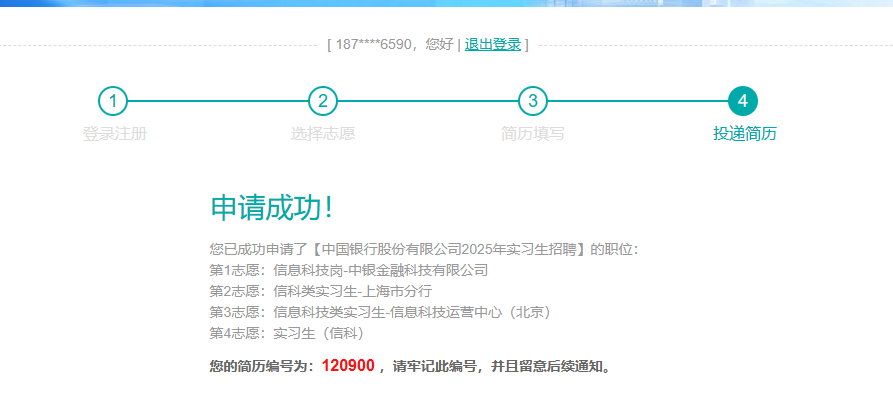 [ 187****6590，您好 | 退出登录 ]
1 2 3 4
登录注册 选择志愿 简历填写 投递简历
申请成功！
您已成功申请了【中国银行股份有限公司2025年实习生招聘】的职位：
第1志愿：信息科技岗-中银金融科技有限公司
第2志愿：信科类实习生-上海市分行
第3志愿：信息科技类实习生-信息科技运营中心（北京）
第4志愿：实习生（信科）
您的简历编号为：120900 ，请牢记此编号，并且留意后续通知。